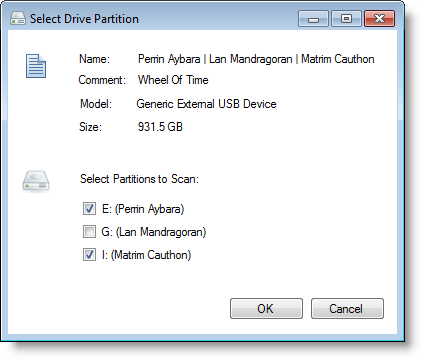 Select Drive Partition
Name: Perrin Aybara | Lan Mandragoran | Matrim Cauthon
Comment: Wheel Of Time
Model: Generic External USB Device
Size: 931.5 GB
Select Partitions to Scan:
E: (Perrin Aybara)
G: (Lan Mandragoran)
I: (Matrim Cauthon)
OK Cancel